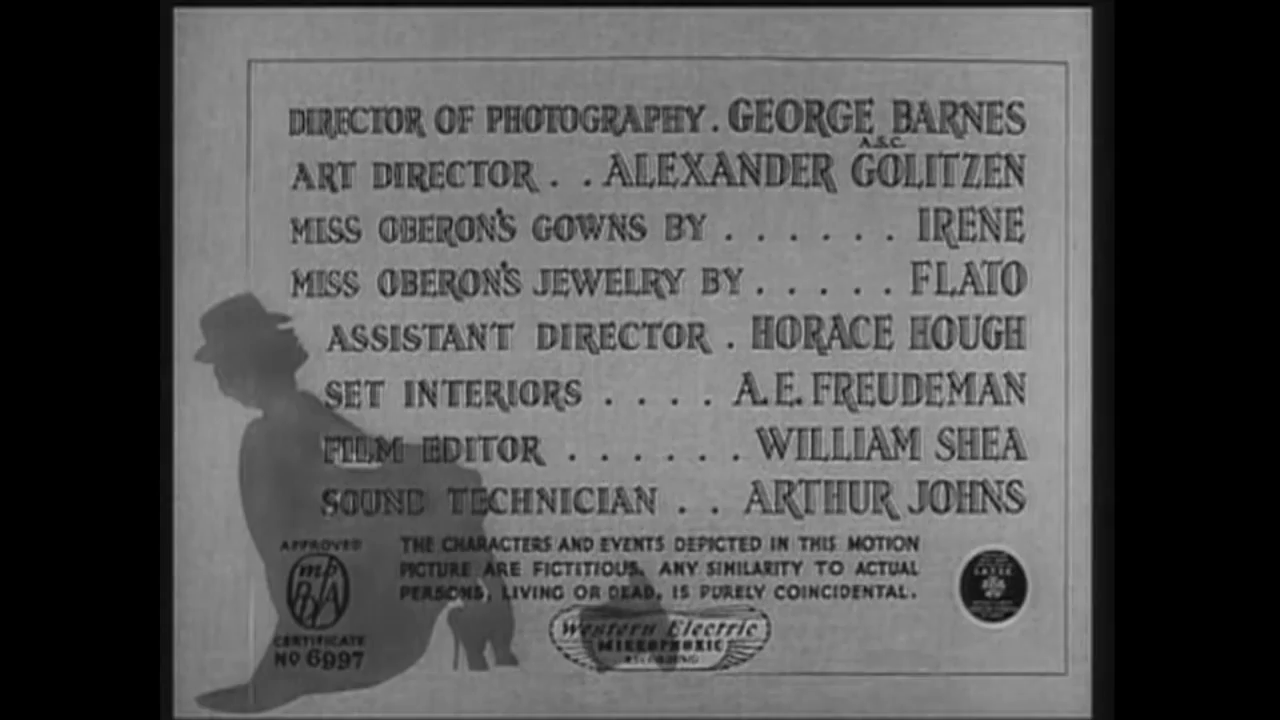 DIRECTOR OF PHOTOGRAPHY . GEORGE BARNES
A.S.C.
ART DIRECTOR . . ALEXANDER GOLITZEN
MISS OBERON'S GOWNS BY . . . . . . IRENE
MISS OBERON'S JEWELRY BY . . . . . FLATO
ASSISTANT DIRECTOR . HORACE HOUGH
SET INTERIORS . . . . A. E. FREUDEMAN
FILM EDITOR . . . . . . WILLIAM SHEA
SOUND TECHNICIAN . . ARTHUR JOHNS
THE CHARACTERS AND EVENTS DEPICTED IN THIS MOTION
PICTURE ARE FICTITIOUS. ANY SIMILARITY TO ACTUAL
PERSONS, LIVING OR DEAD, IS PURELY COINCIDENTAL.
APPROVED
MPPDA
CERTIFICATE
NO 6997
Western Electric
MIRROPHONIC
RECORDING